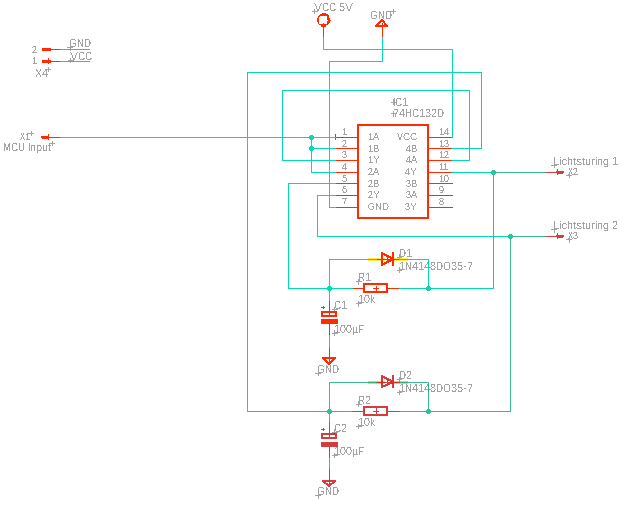 VCC 5V
GND
2 GND
1 VCC
X4
IC1
74HC132D
X1
MCU Input
1 1A VCC 14
2 1B 4B 13
3 1Y 4A 12
4 2A 4Y 11
5 2B 3B 10
6 2Y 3A 9
7 GND 3Y 8
Lichtsturing 1
X2
Lichtsturing 2
X3
D1
1N4148DO35-7
R1
10k
C1
100µF
GND
D2
1N4148DO35-7
R2
10k
C2
100µF
GND